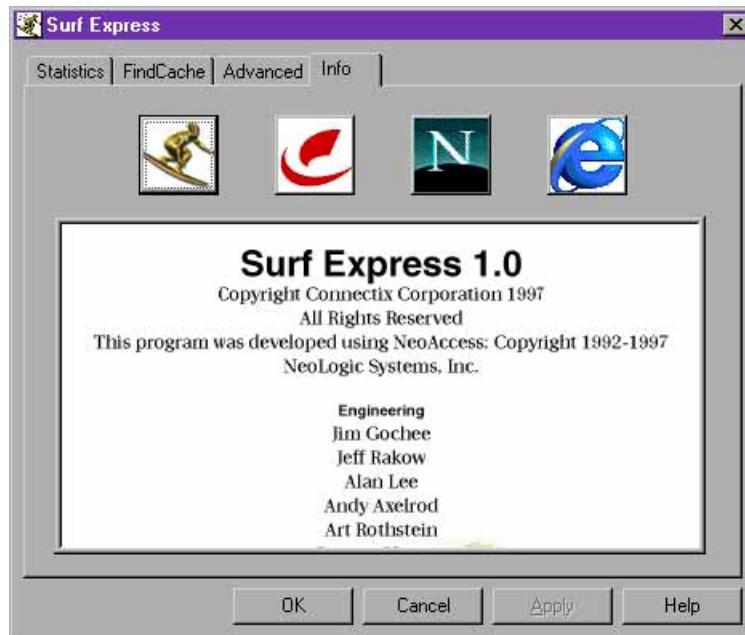 Surf Express
Statistics FindCache Advanced Info
N
Surf Express 1.0
Copyright Connectix Corporation 1997
All Rights Reserved
This program was developed using NeoAccess: Copyright 1992-1997
NeoLogic Systems, Inc.
Engineering
Jim Gochee
Jeff Rakow
Alan Lee
Andy Axelrod
Art Rothstein
OK Cancel Apply Help